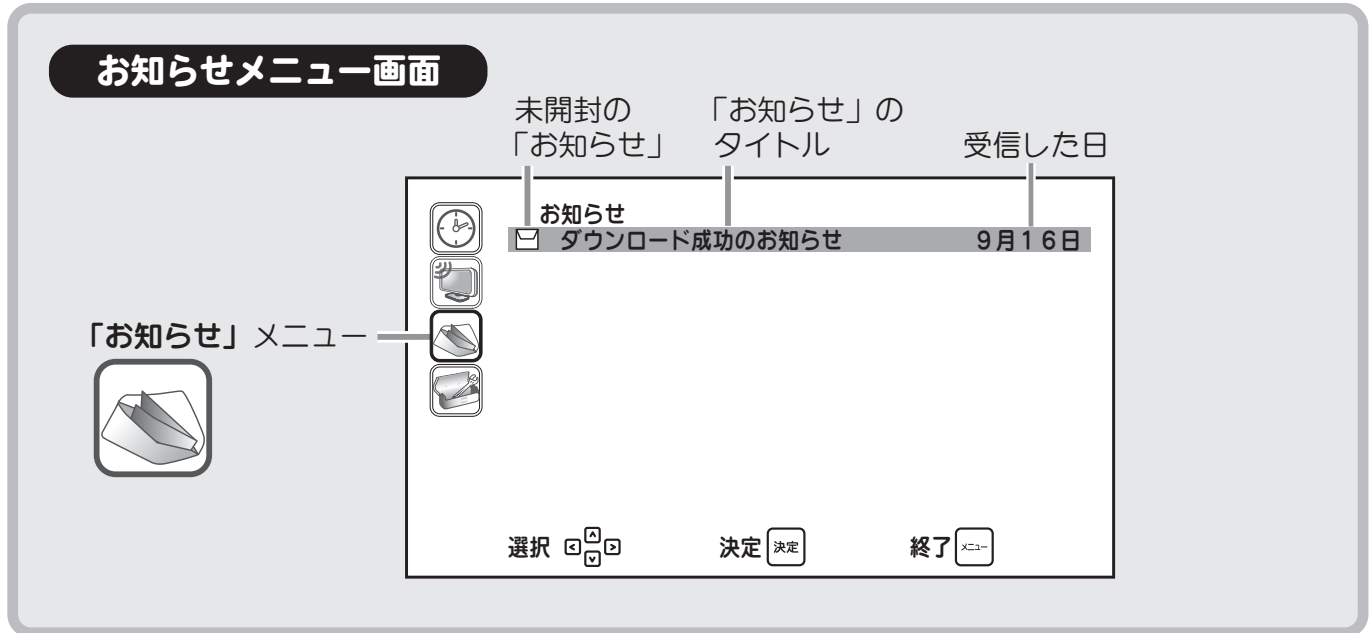 お知らせメニュー画面
未開封の
「お知らせ」
「お知らせ」の
タイトル
受信した日
お知らせ
ダウンロード成功のお知らせ 9月16日
「お知らせ」メニュー
選択 決定 決定 終了 メニュー